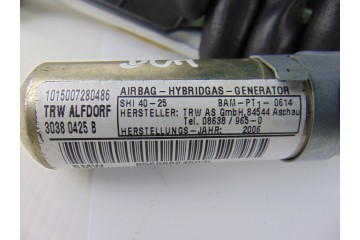 1015007280486
TRW ALFDORF
3038 0425 B
AIRBAG - HYBRIDGAS - GENERATOR
SHI 40-25 BAM-PT1-0614
HERSTELLER: TRW AS GmbH, 84544 Aschau
Tel. 08638 / 965-0
HERSTELLUNGS-JAHR: 2006
BMW